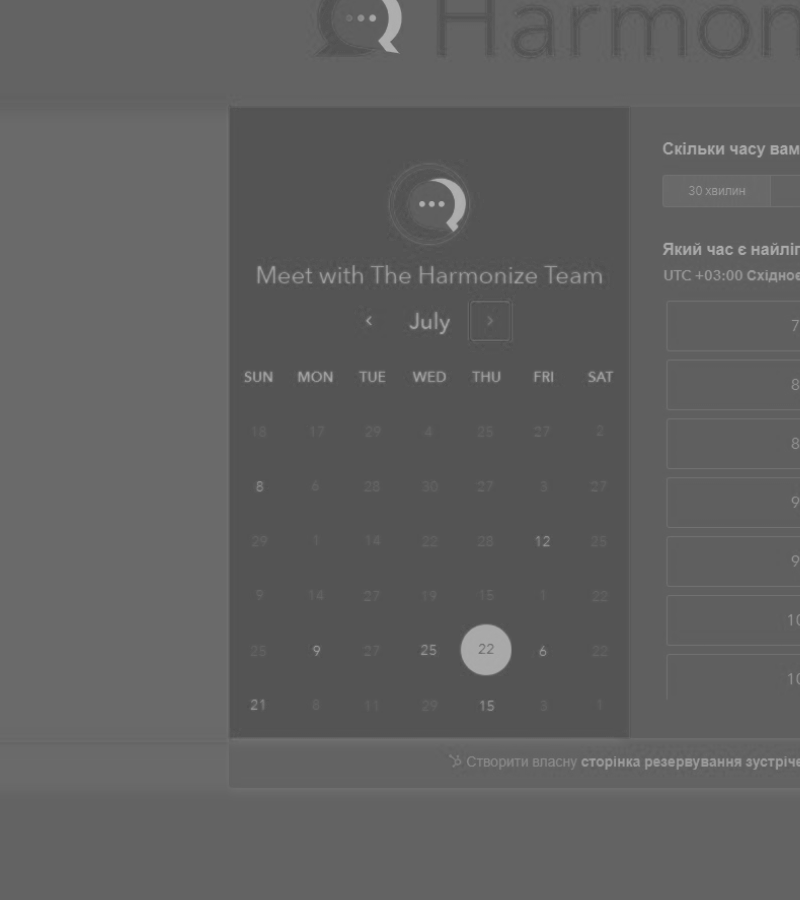 Harmon
Meet with The Harmonize Team
July
SUN MON TUE WED THU FRI SAT
18 17 29 4 25 27 2
8 6 28 30 27 3 27
29 1 14 22 28 12 25
9 14 27 19 15 1 22
25 9 27 25 22 6 22
21 8 11 29 15 3 1
Скільки часу вам
30 хвилин
Який час є найліп
UTC +03:00 Східноє
7
8
8
9
9
10
10
Створити власну сторінка резервування зустріче